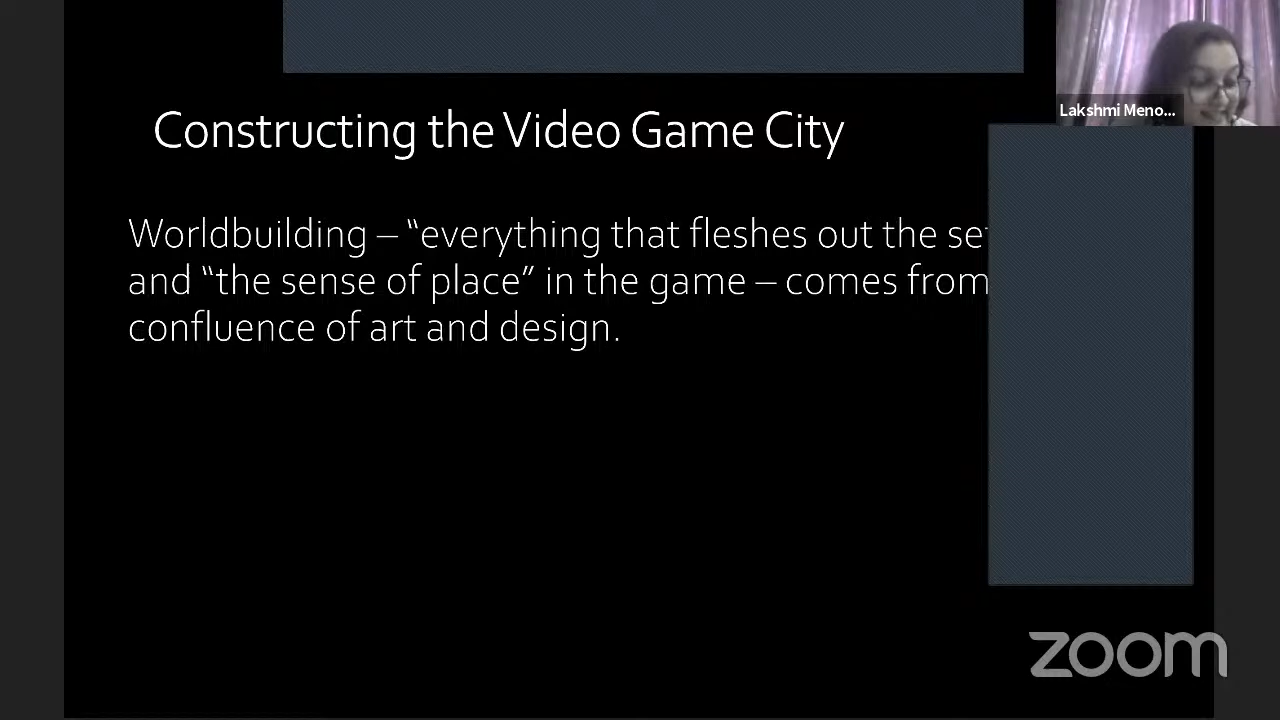 Lakshmi Meno...
Constructing the Video Game City
Worldbuilding – “everything that fleshes out the
and “the sense of place” in the game – comes from
confluence of art and design.
zoom